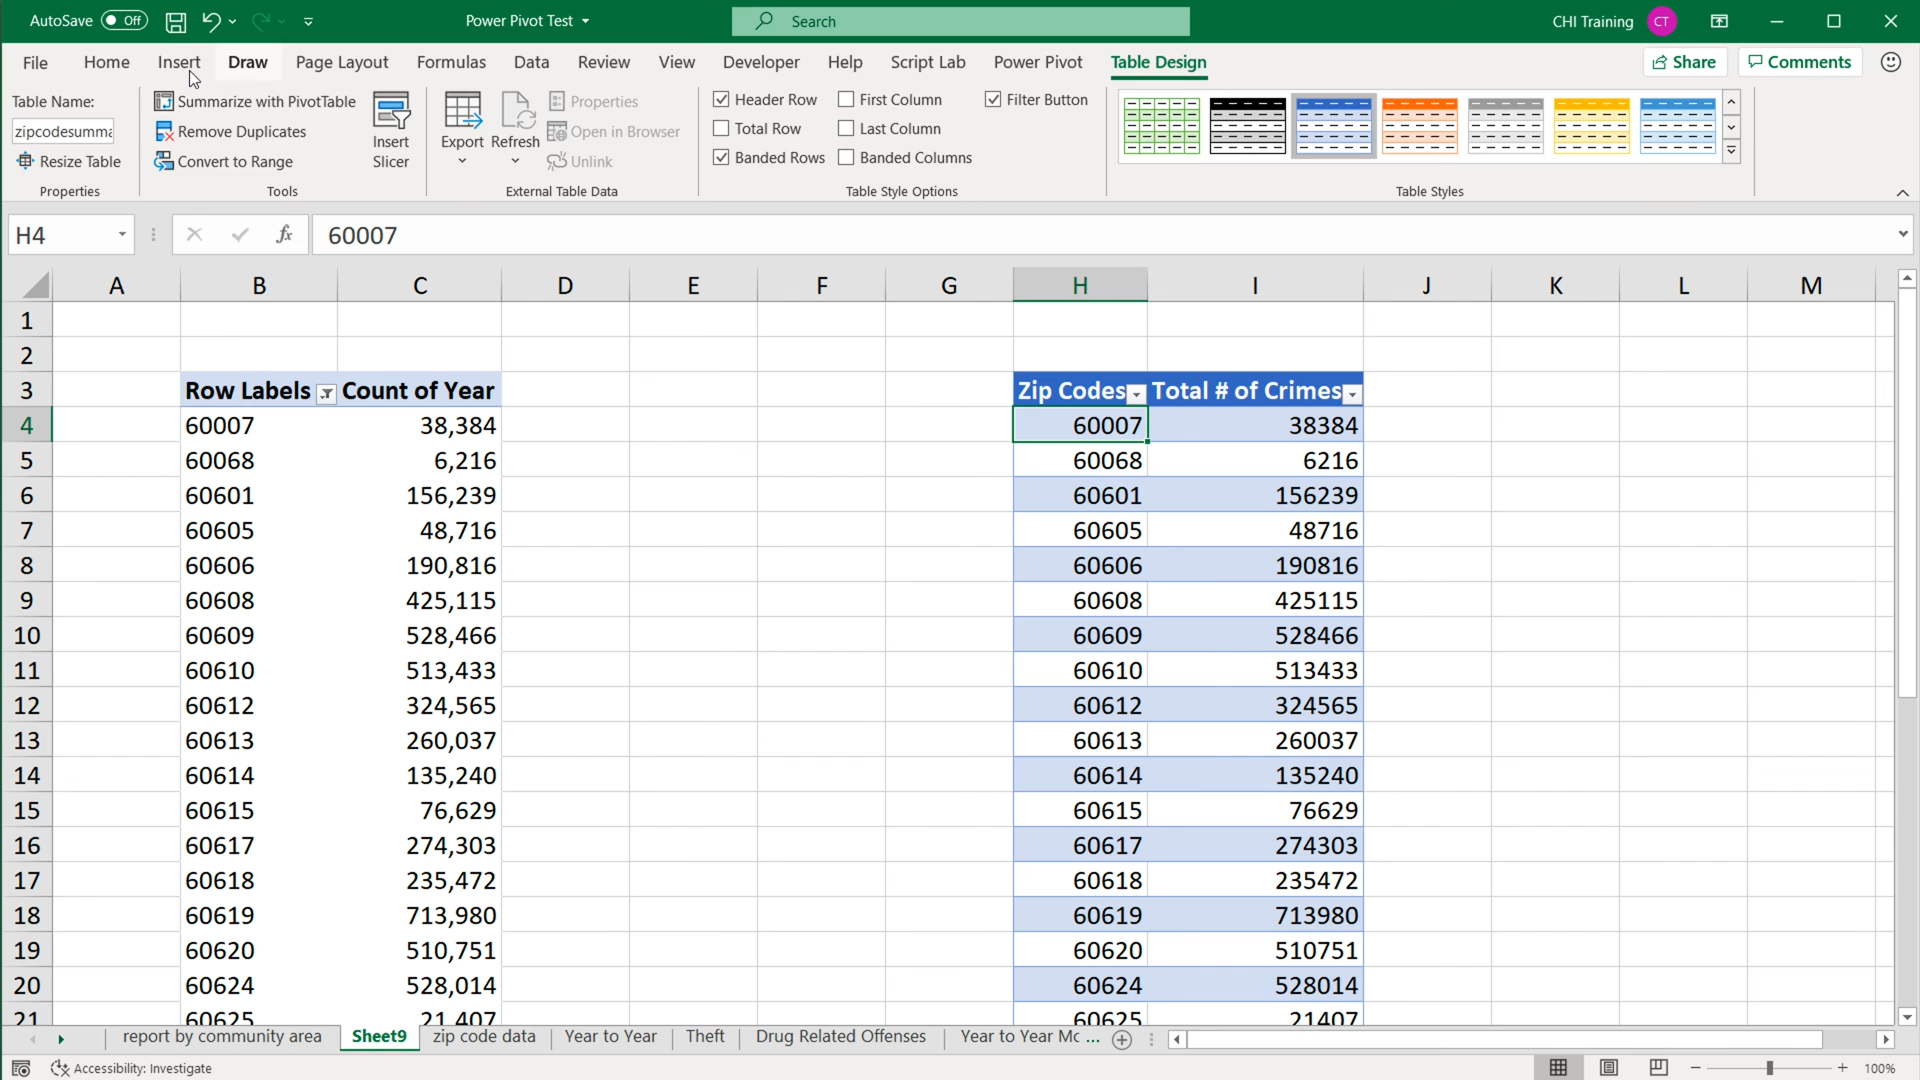 AutoSave Off Power Pivot Test Search CHI Training CT
File Home Insert Draw Page Layout Formulas Data Review View Developer Help Script Lab Power Pivot Table Design Share Comments
Table Name:
zipcodesumma
Resize Table
Properties
Summarize with PivotTable
Remove Duplicates
Convert to Range
Insert
Slicer
Tools
Export Refresh
Properties
Open in Browser
Unlink
External Table Data
Header Row First Column Filter Button
Total Row Last Column
Banded Rows Banded Columns
Table Style Options
Table Styles
H4 fx 60007
A B C D E F G H I J K L M
1
2
3 Row Labels Count of Year Zip Codes Total # of Crimes
4 60007 38,384 60007 38384
5 60068 6,216 60068 6216
6 60601 156,239 60601 156239
7 60605 48,716 60605 48716
8 60606 190,816 60606 190816
9 60608 425,115 60608 425115
10 60609 528,466 60609 528466
11 60610 513,433 60610 513433
12 60612 324,565 60612 324565
13 60613 260,037 60613 260037
14 60614 135,240 60614 135240
15 60615 76,629 60615 76629
16 60617 274,303 60617 274303
17 60618 235,472 60618 235472
18 60619 713,980 60619 713980
19 60620 510,751 60620 510751
20 60624 528,014 60624 528014
21 60625 21,407 60625 21407
report by community area Sheet9 zip code data Year to Year Theft Drug Related Offenses Year to Year Mc ...
Accessibility: Investigate 100%